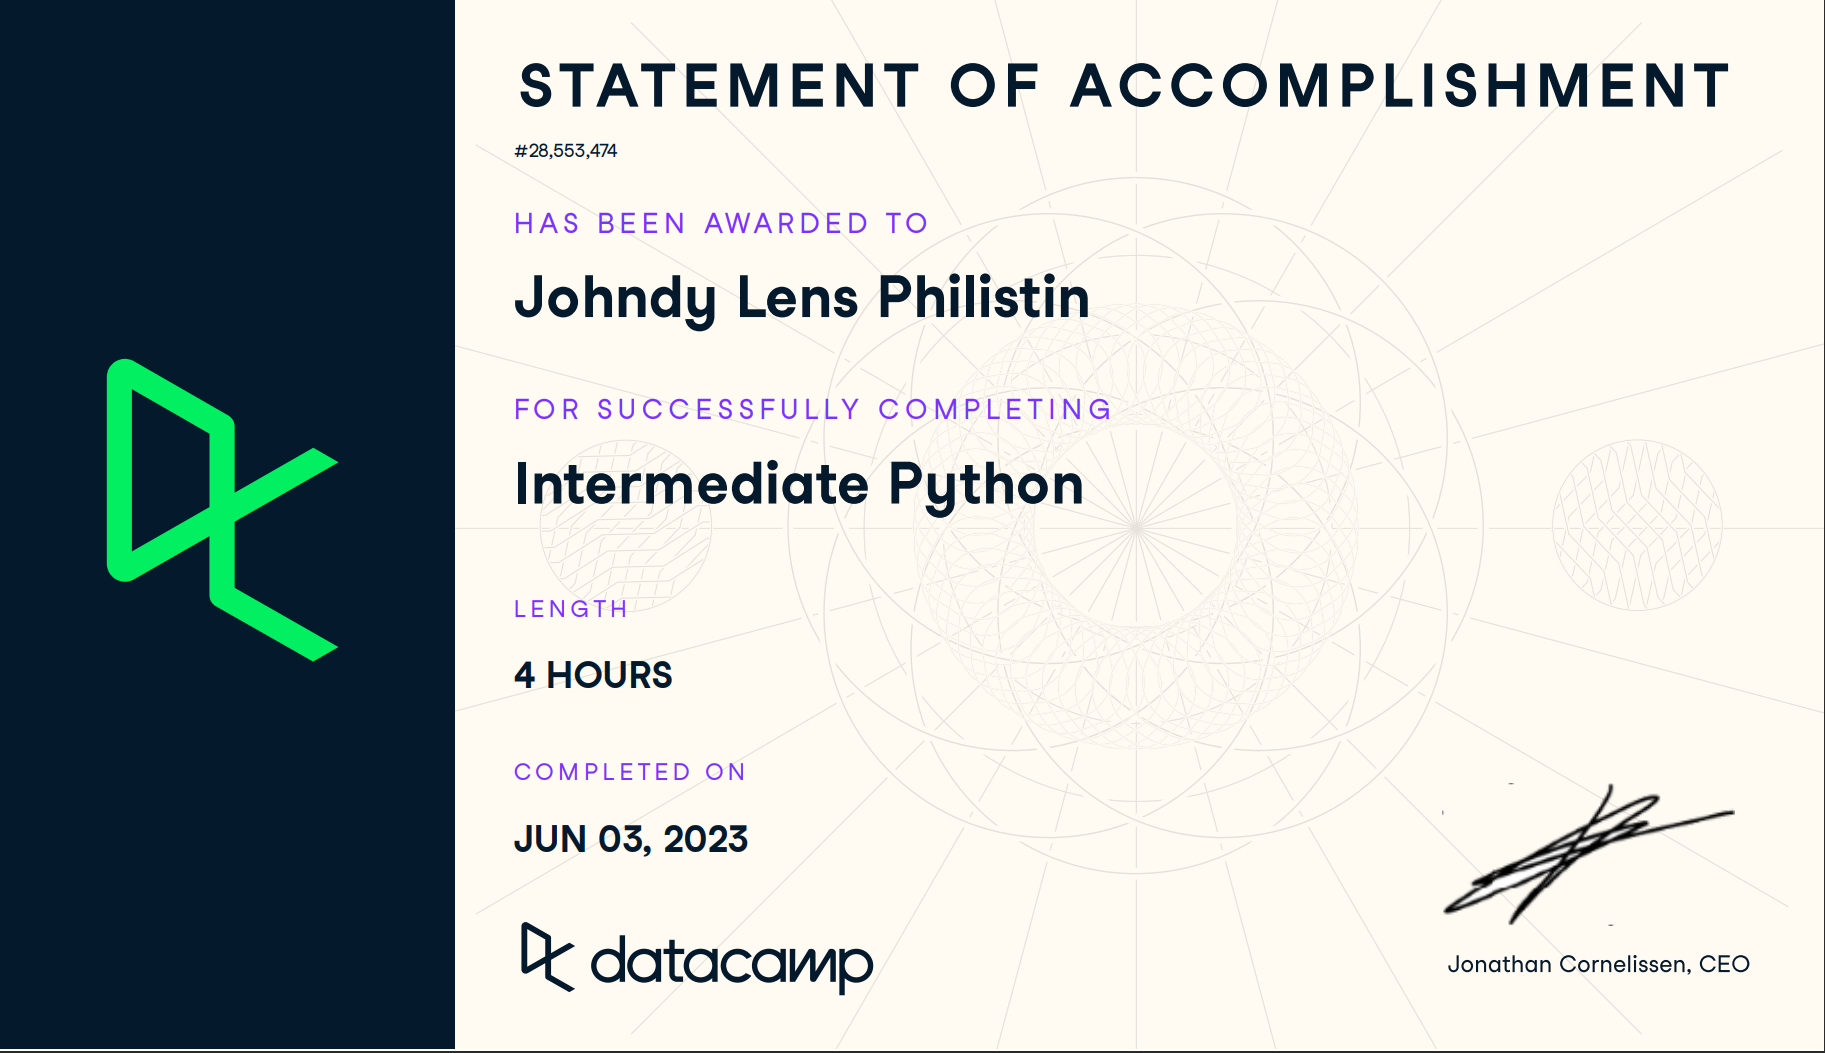 STATEMENT OF ACCOMPLISHMENT
#28,553,474
HAS BEEN AWARDED TO
Johndy Lens Philistin
FOR SUCCESSFULLY COMPLETING
Intermediate Python
LENGTH
4 HOURS
COMPLETED ON
JUN 03, 2023
datacamp
Jonathan Cornelissen, CEO